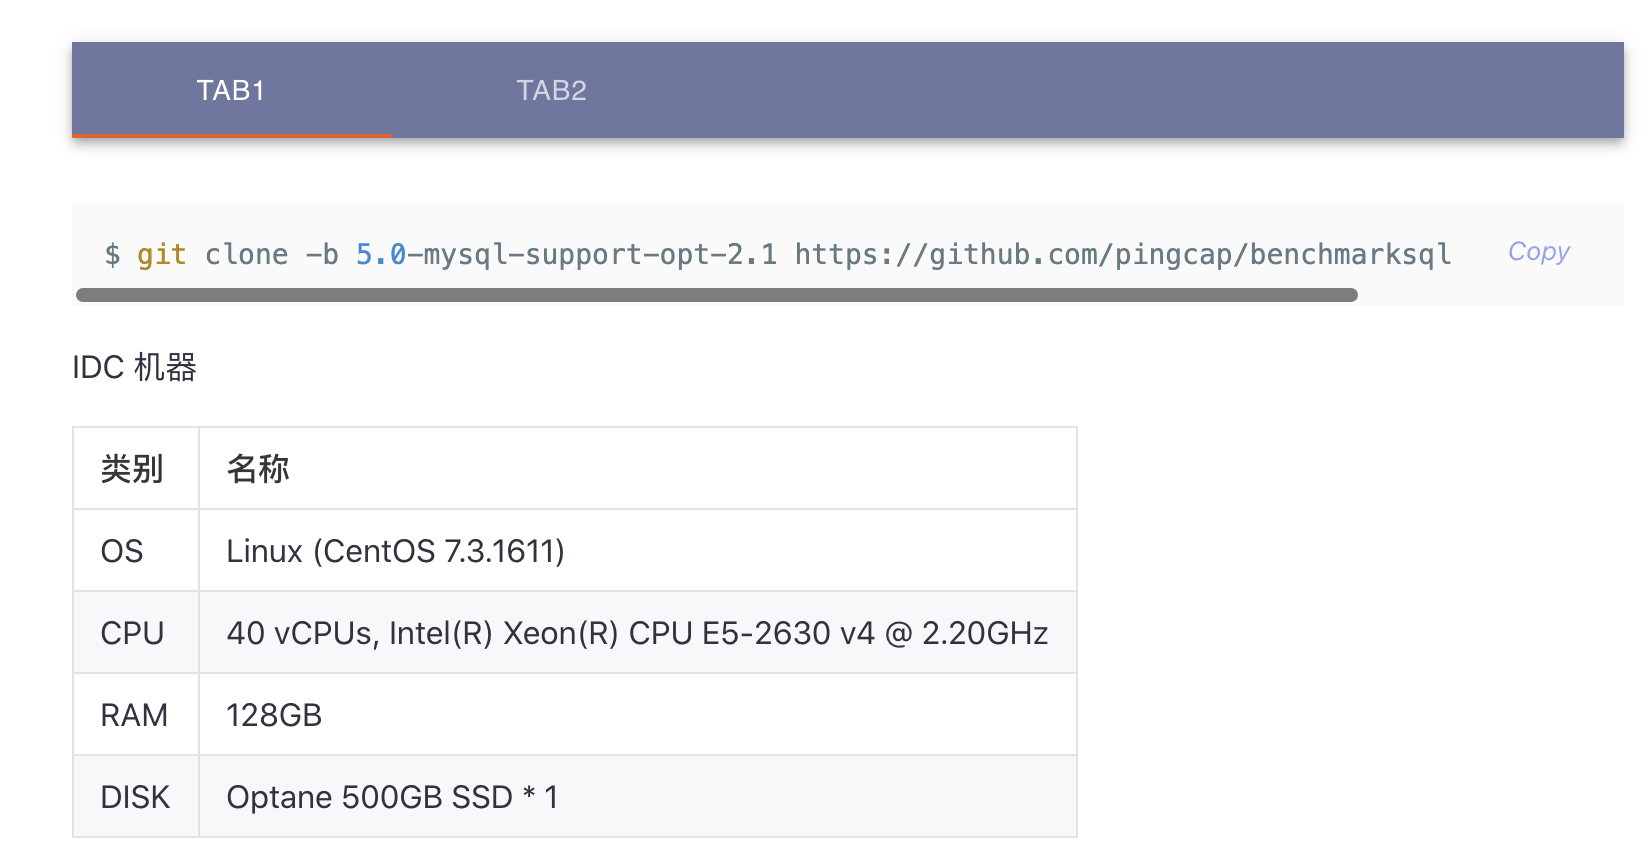 TAB1 TAB2
$ git clone -b 5.0-mysql-support-opt-2.1 https://github.com/pingcap/benchmarksql Copy
IDC 机器
类别 名称
OS Linux (CentOS 7.3.1611)
CPU 40 vCPUs, Intel(R) Xeon(R) CPU E5-2630 v4 @ 2.20GHz
RAM 128GB
DISK Optane 500GB SSD * 1